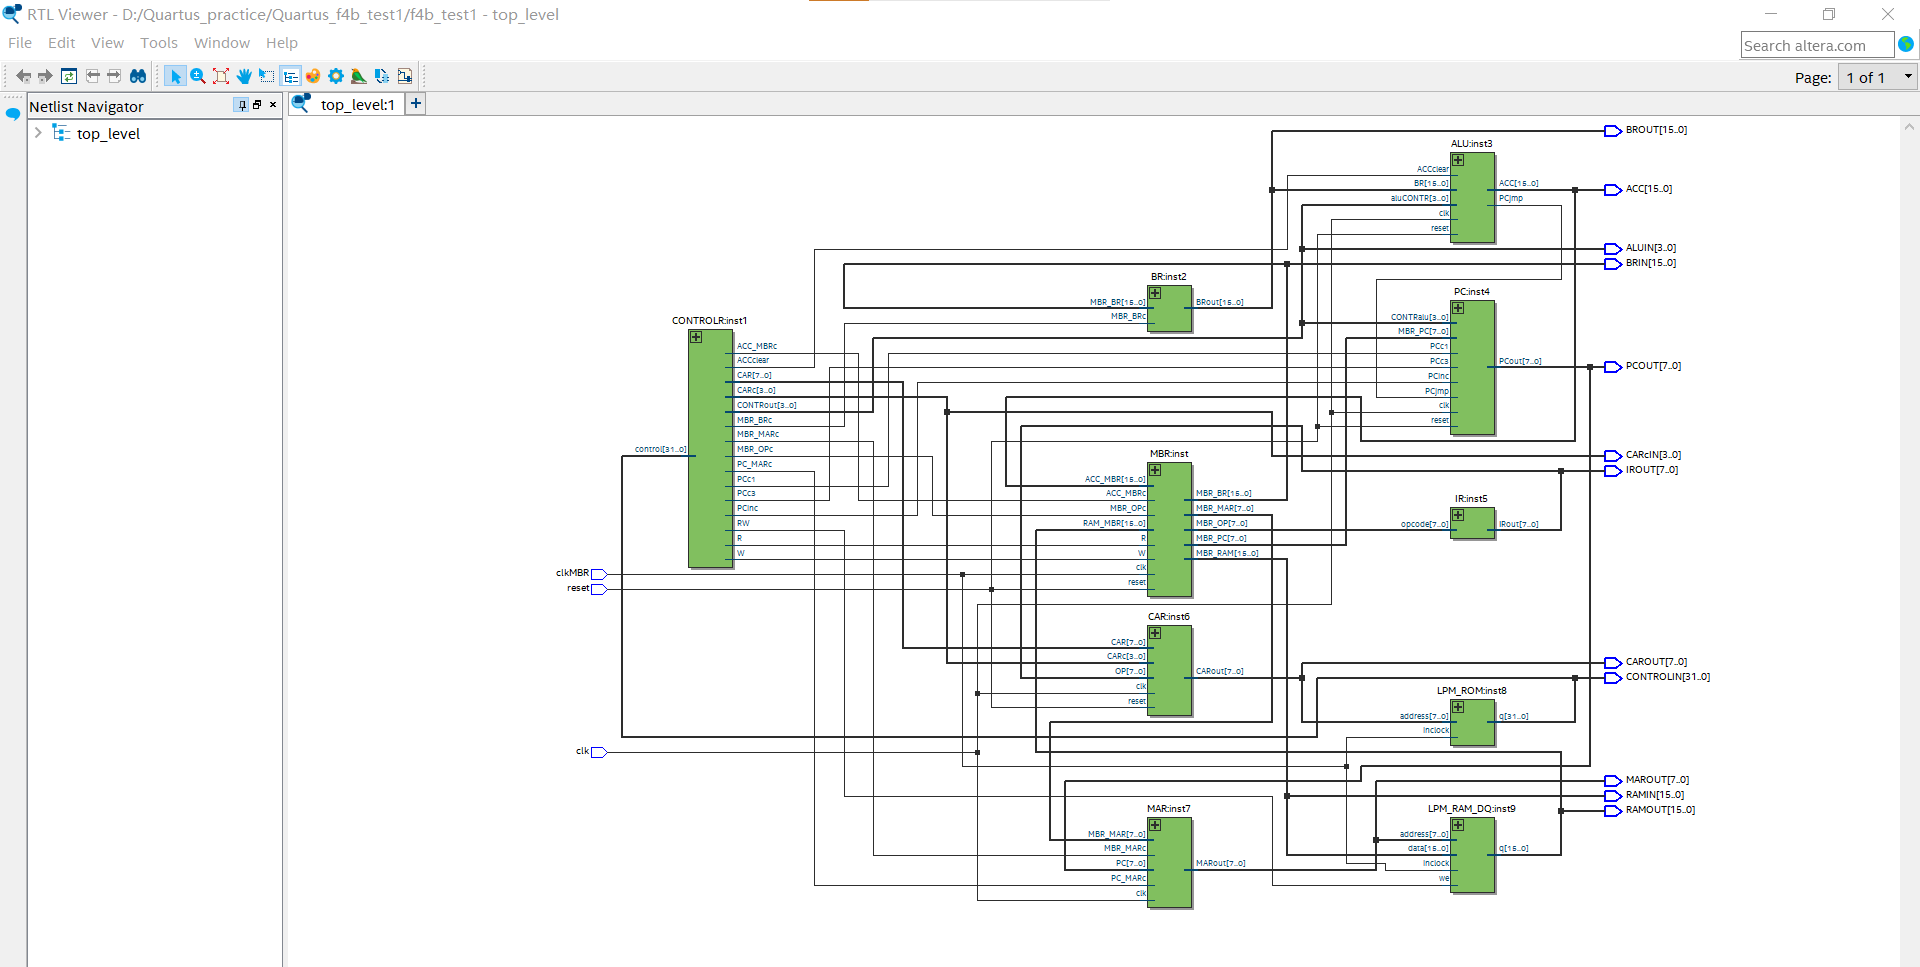 RTL Viewer - D:/Quartus_practice/Quartus_f4b_test1/f4b_test1 - top_level
File Edit View Tools Window Help
Search altera.com
Page: 1 of 1
Netlist Navigator
top_level
top_level:1
BROUT[15..0]
ALU:inst3
ACCclear
BR[15..0]
aluCONTR[3..0]
clk
reset
ACC[15..0]
PCjmp
ACC[15..0]
ALUIN[3..0]
BRIN[15..0]
BR:inst2
MBR_BR[15..0]
MBR_BRc
BRout[15..0]
PC:inst4
CONTRalu[3..0]
MBR_PC[7..0]
PCc1
PCc3
PCinc
PCjmp
clk
reset
PCout[7..0]
PCOUT[7..0]
CONTROLR:inst1
control[31..0]
ACC_MBRc
ACCclear
CAR[7..0]
CARc[3..0]
CONTRout[3..0]
MBR_BRc
MBR_MARc
MBR_OPc
PC_MARc
PCc1
PCc3
PCinc
RW
R
W
CARcIN[3..0]
IROUT[7..0]
MBR:inst
ACC_MBR[15..0]
ACC_MBRc
MBR_OPc
RAM_MBR[15..0]
R
W
clk
reset
MBR_BR[15..0]
MBR_MAR[7..0]
MBR_OP[7..0]
MBR_PC[7..0]
MBR_RAM[15..0]
IR:inst5
opcode[7..0]
IRout[7..0]
clkMBR
reset
CAR:inst6
CAR[7..0]
CARc[3..0]
OP[7..0]
clk
reset
CARout[7..0]
CAROUT[7..0]
CONTROLIN[31..0]
LPM_ROM:inst8
address[7..0]
inclock
q[31..0]
clk
MAROUT[7..0]
RAMIN[15..0]
RAMOUT[15..0]
MAR:inst7
MBR_MAR[7..0]
MBR_MARc
PC[7..0]
PC_MARc
clk
MARout[7..0]
LPM_RAM_DQ:inst9
address[7..0]
data[15..0]
inclock
we
q[15..0]